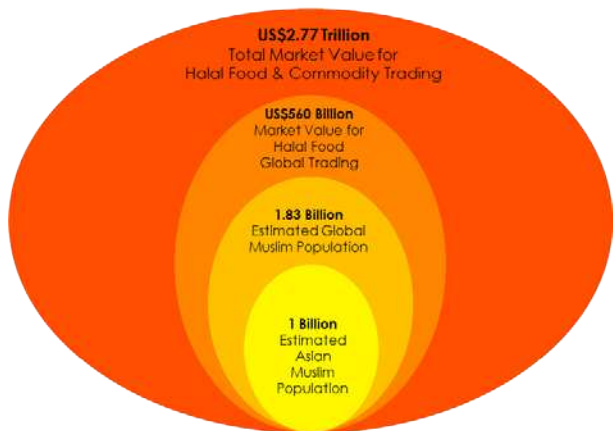 US$2.77 Trillion
Total Market Value for
Halal Food & Commodity Trading
US$560 Billion
Market Value for
Halal Food
Global Trading
1.83 Billion
Estimated Global
Muslim Population
1 Billion
Estimated
Asian
Muslim
Population